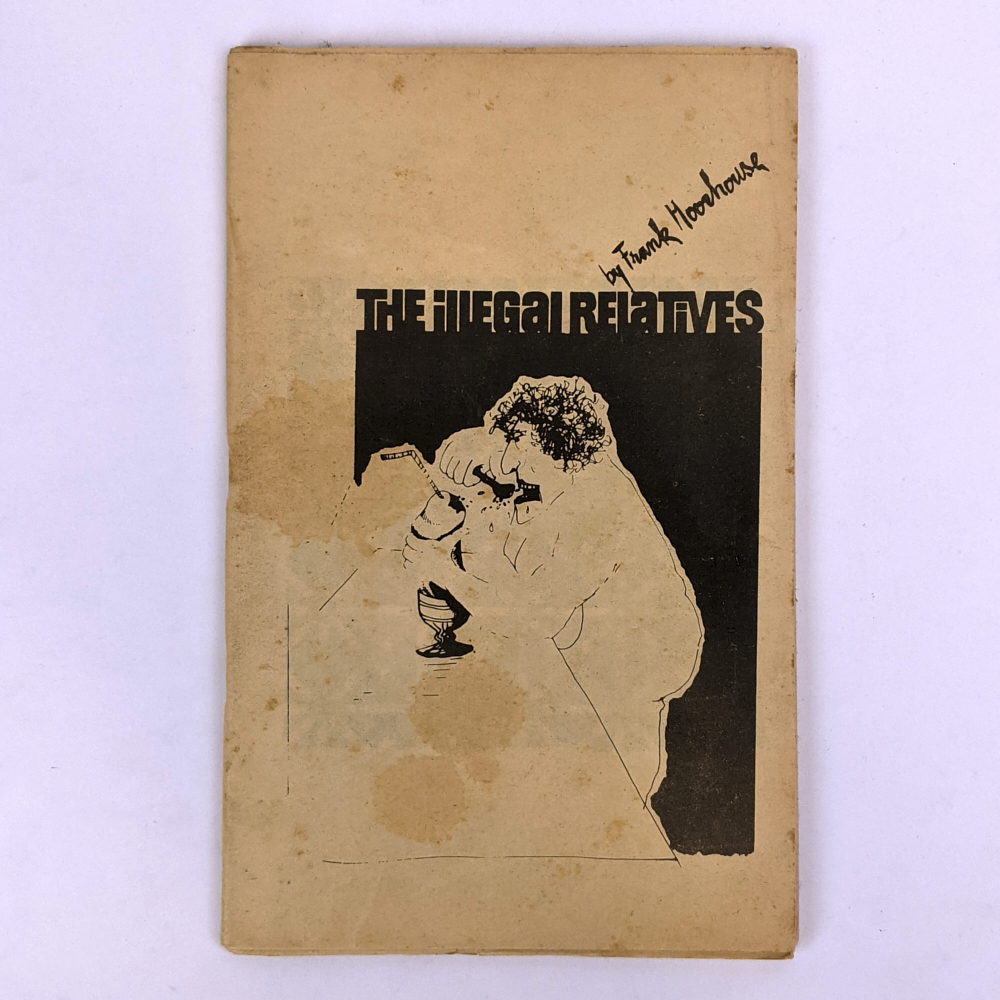 by Frank Moorhouse
THE illEGal RELaTiVES